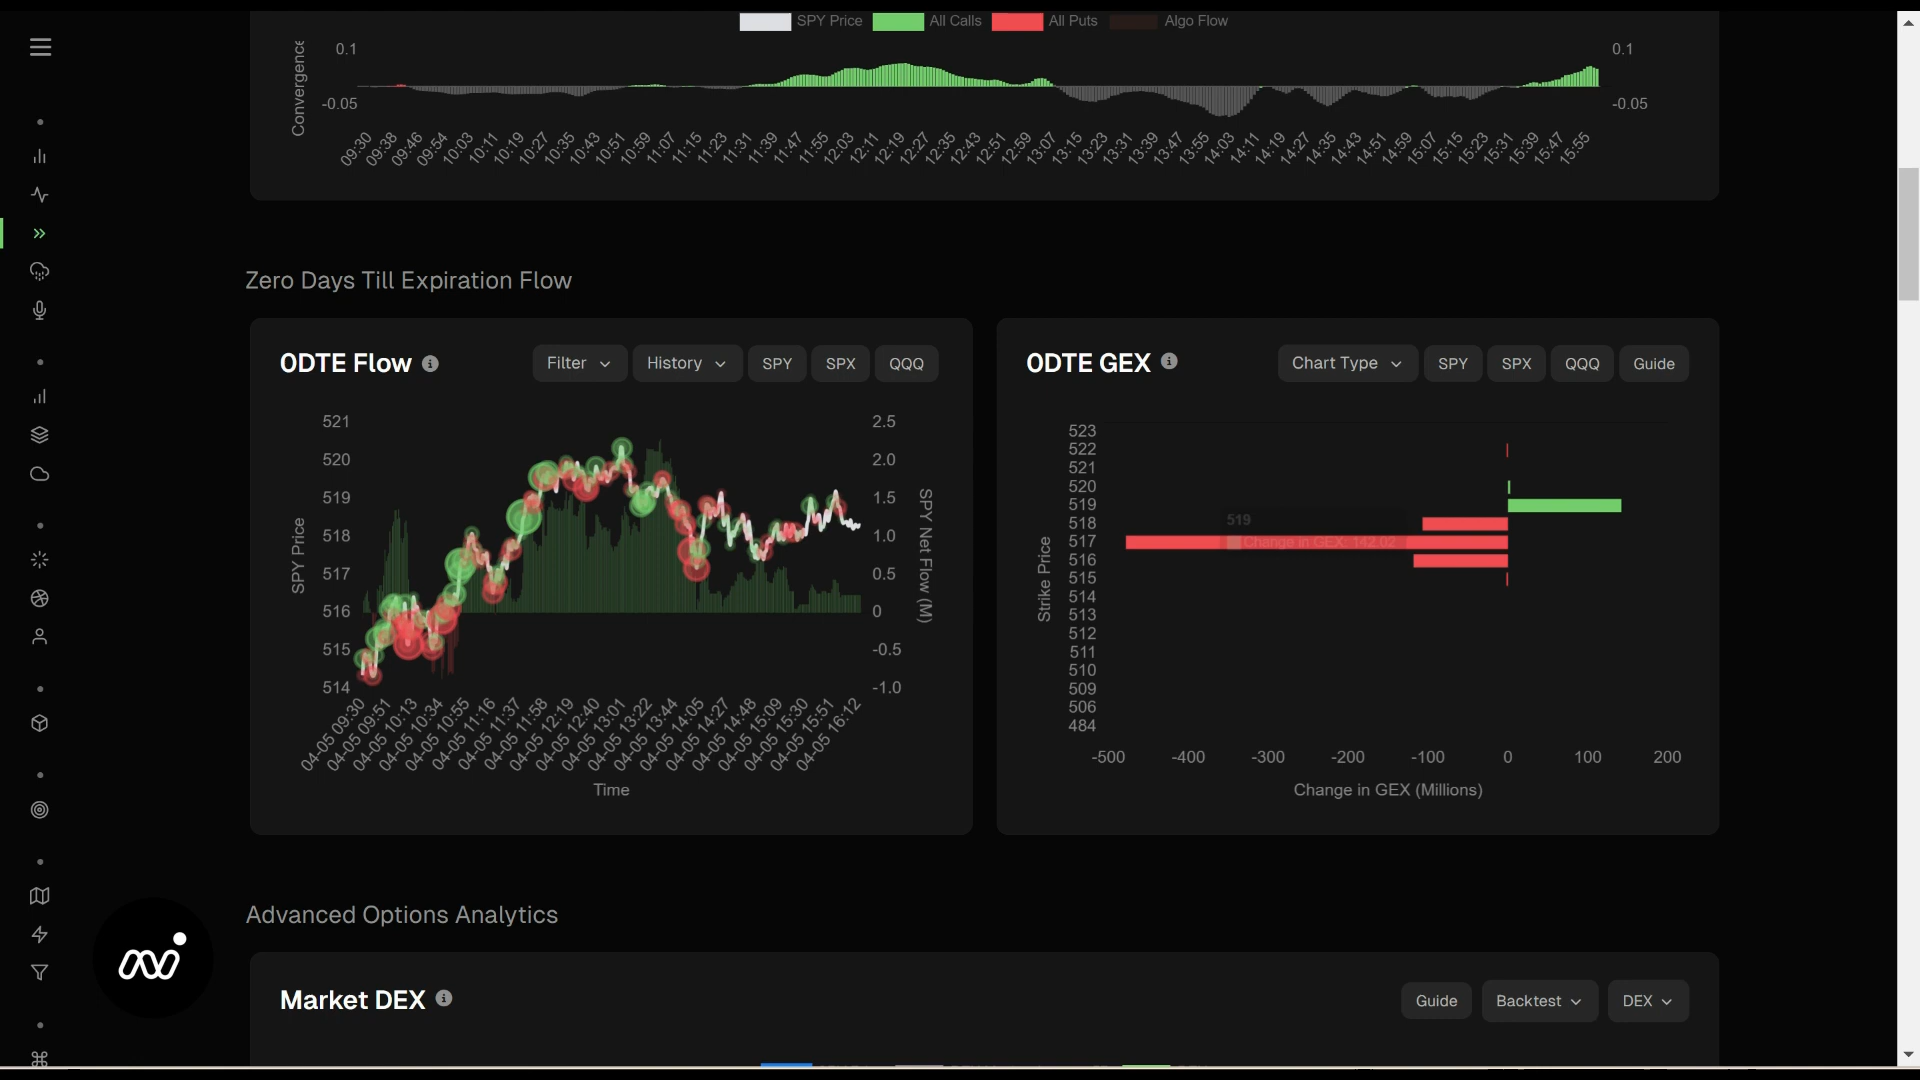 SPY Price All Calls All Puts Algo Flow
Convergence
0.1
-0.05
0.1
-0.05
09:30 09:38 09:46 09:54 10:03 10:11 10:19 10:27 10:35 10:43 10:51 10:59 11:07 11:15 11:23 11:31 11:39 11:47 11:55 12:03 12:11 12:19 12:27 12:35 12:43 12:51 12:59 13:07 13:15 13:23 13:31 13:39 13:47 13:55 14:03 14:11 14:19 14:27 14:35 14:43 14:51 14:59 15:07 15:15 15:23 15:31 15:39 15:47 15:55
Zero Days Till Expiration Flow
0DTE Flow
Filter History SPY SPX QQQ
SPY Price
521
520
519
518
517
516
515
514
2.5
2.0
1.5
1.0
0.5
0
-0.5
-1.0
SPY Net Flow (M)
04-05 09:30 04-05 09:51 04-05 10:13 04-05 10:34 04-05 10:55 04-05 11:16 04-05 11:37 04-05 11:58 04-05 12:19 04-05 12:40 04-05 13:01 04-05 13:22 04-05 13:44 04-05 14:05 04-05 14:27 04-05 14:48 04-05 15:09 04-05 15:30 04-05 15:51 04-05 16:12
Time
0DTE GEX
Chart Type SPY SPX QQQ Guide
Strike Price
523
522
521
520
519
518
517
516
515
514
513
512
511
510
509
506
484
519
Change in GEX: 142.02
-500 -400 -300 -200 -100 0 100 200
Change in GEX (Millions)
Advanced Options Analytics
Market DEX
Guide Backtest DEX